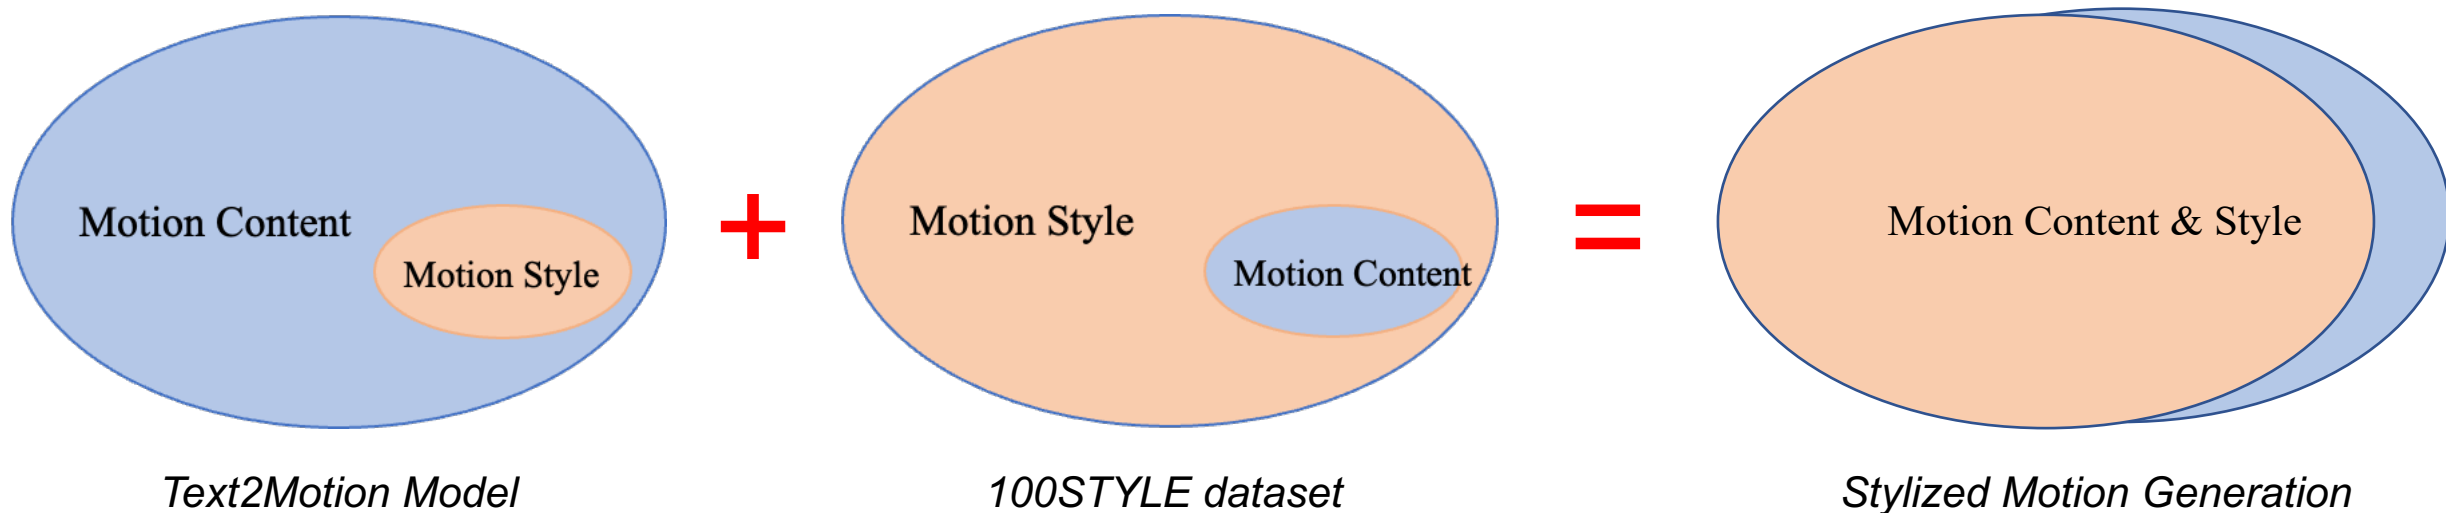 Motion Content
Motion Style
+
Motion Style
Motion Content
=
Motion Content & Style
Text2Motion Model
100STYLE dataset
Stylized Motion Generation